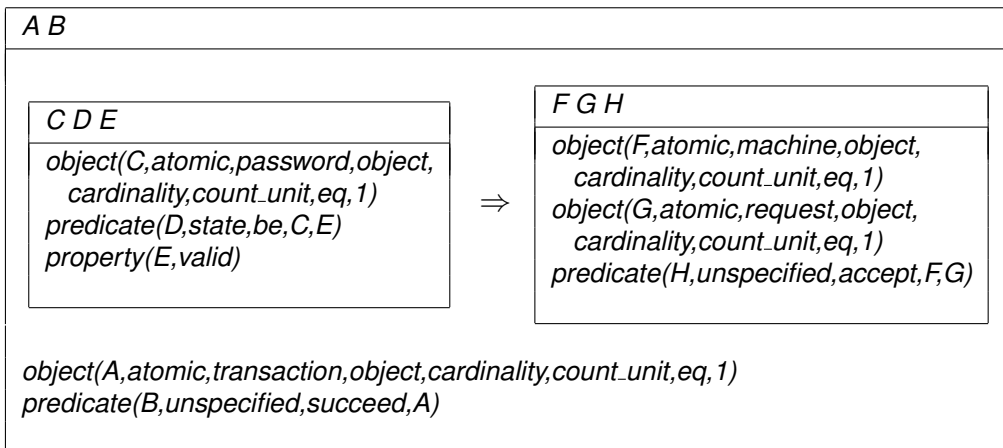 A B
C D E
object(C,atomic,password,object,
cardinality,count_unit,eq,1)
predicate(D,state,be,C,E)
property(E,valid)
⇒
F G H
object(F,atomic,machine,object,
cardinality,count_unit,eq,1)
object(G,atomic,request,object,
cardinality,count_unit,eq,1)
predicate(H,unspecified,accept,F,G)
object(A,atomic,transaction,object,cardinality,count_unit,eq,1)
predicate(B,unspecified,succeed,A)